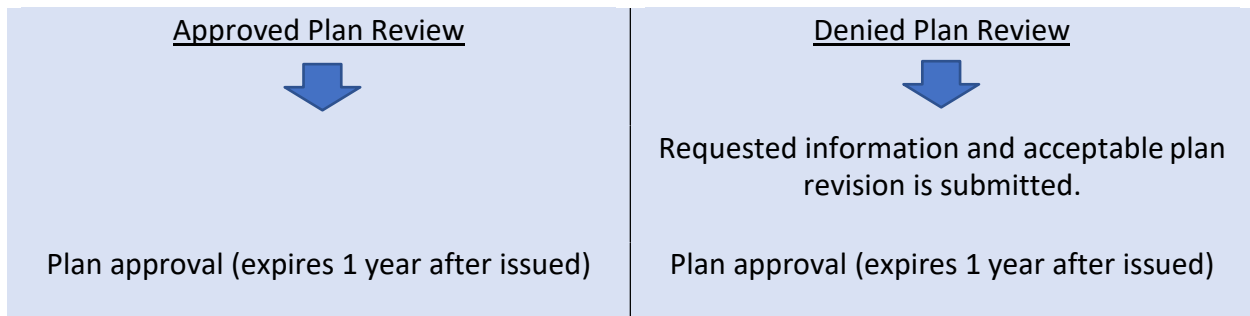 Approved Plan Review
Plan approval (expires 1 year after issued)
Denied Plan Review
Requested information and acceptable plan
revision is submitted.
Plan approval (expires 1 year after issued)